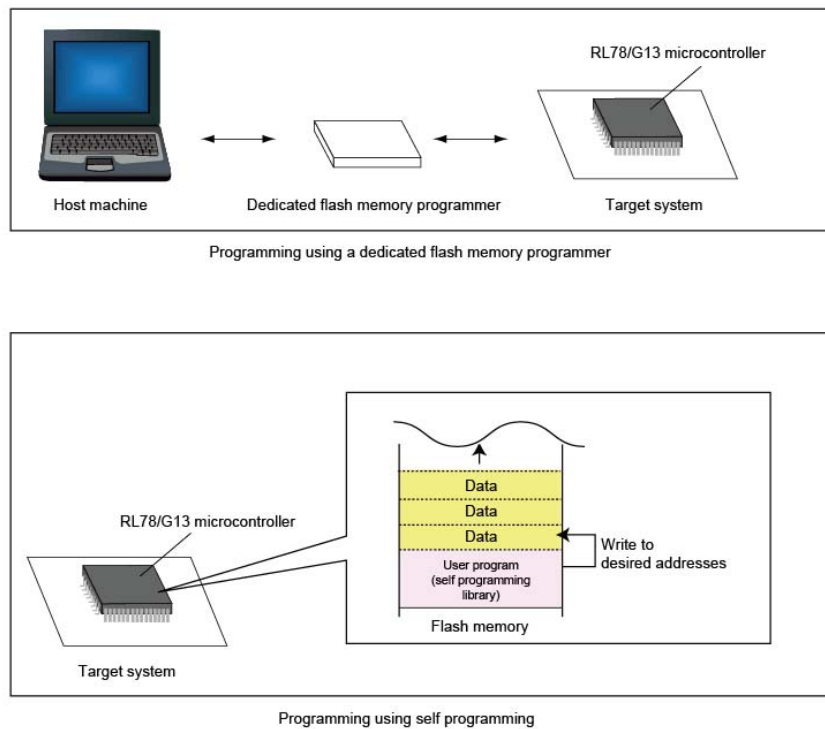 RL78/G13 microcontroller
Host machine
Dedicated flash memory programmer
Target system
Programming using a dedicated flash memory programmer
Data
Data
Data
RL78/G13 microcontroller
Write to
desired addresses
User program
(self programming
library)
Flash memory
Target system
Programming using self programming